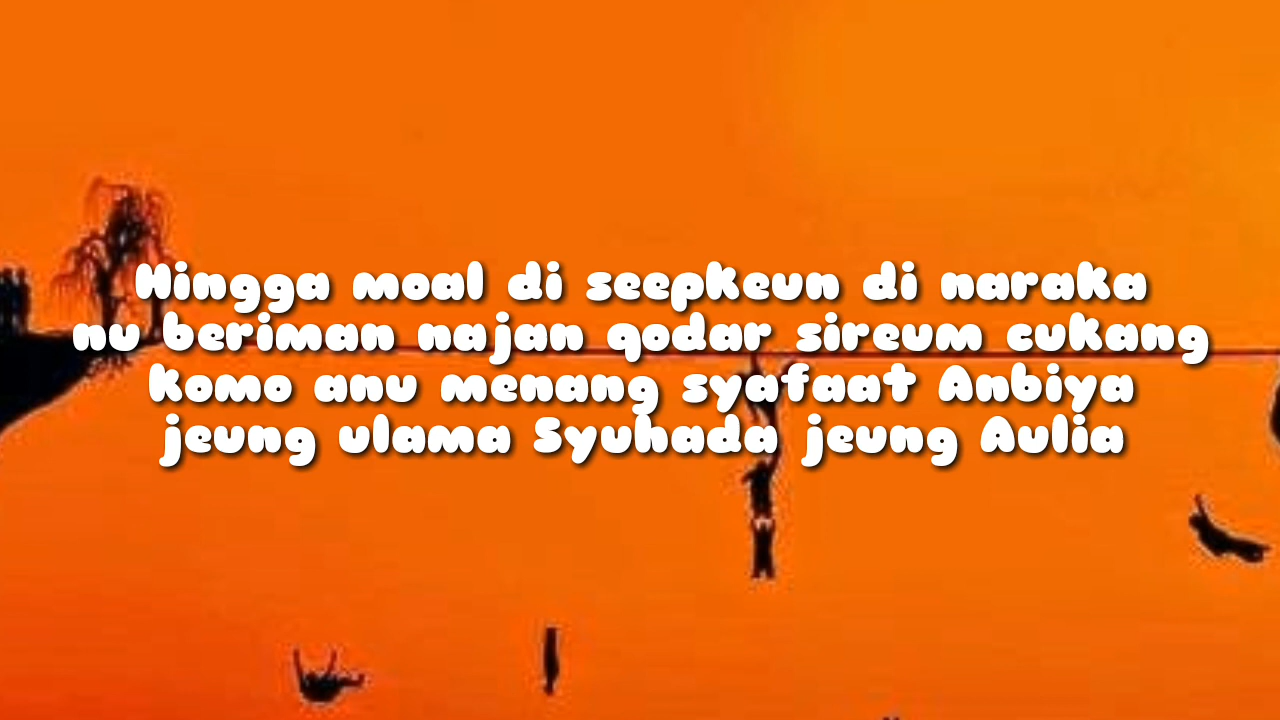 Hingga moal di seepkeun di naraka
nu beriman najan qodar sireum cukang
komo anu menang syafaat Anbiya
jeung ulama Syuhada jeung Aulia